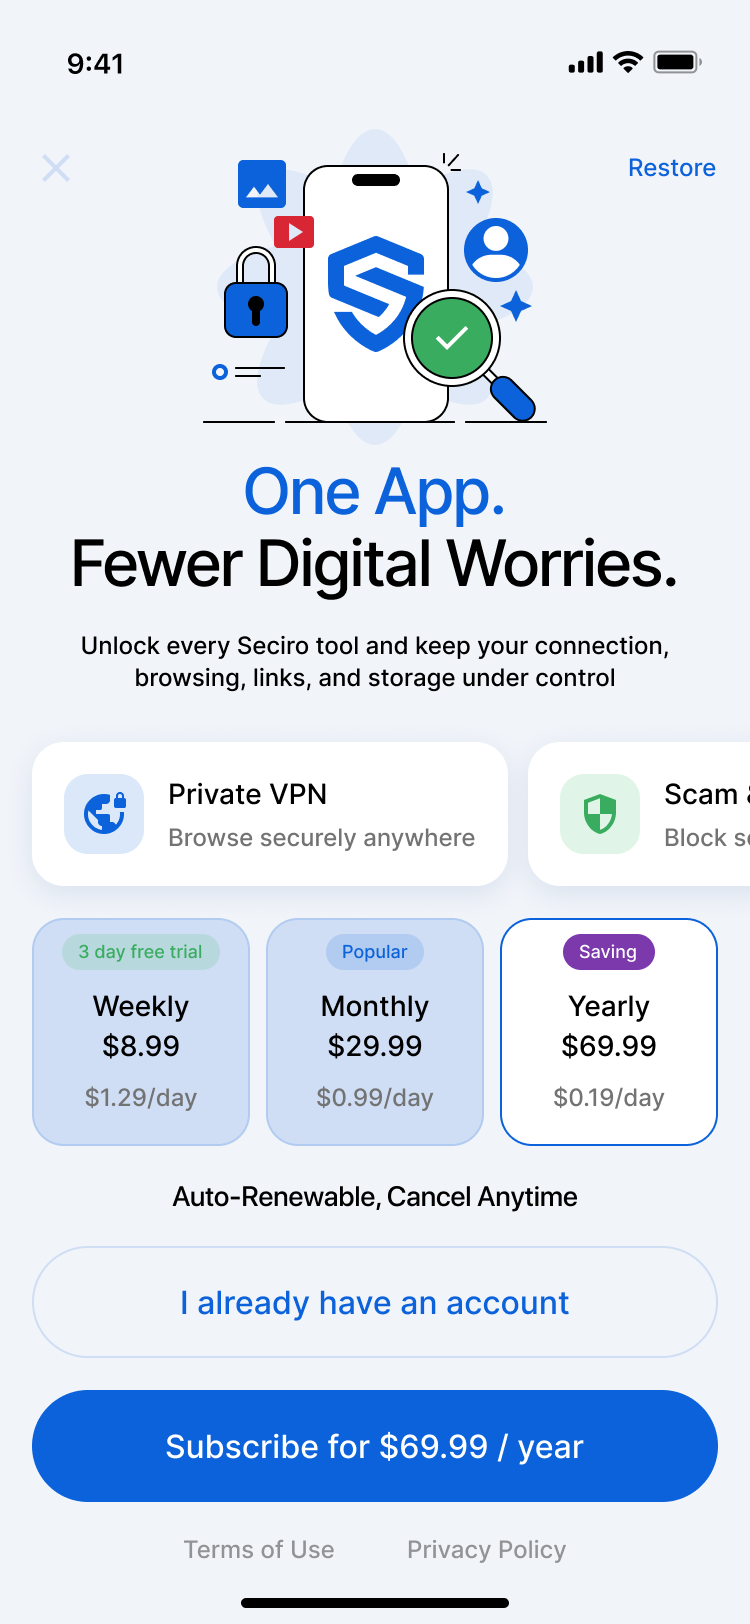 9:41
Restore
One App.
Fewer Digital Worries.
Unlock every Seciro tool and keep your connection,
browsing, links, and storage under control
Private VPN
Browse securely anywhere
Scam &
Block
3 day free trial
Weekly
$8.99
$1.29/day
Popular
Monthly
$29.99
$0.99/day
Saving
Yearly
$69.99
$0.19/day
Auto-Renewable, Cancel Anytime
I already have an account
Subscribe for $69.99 / year
Terms of Use
Privacy Policy